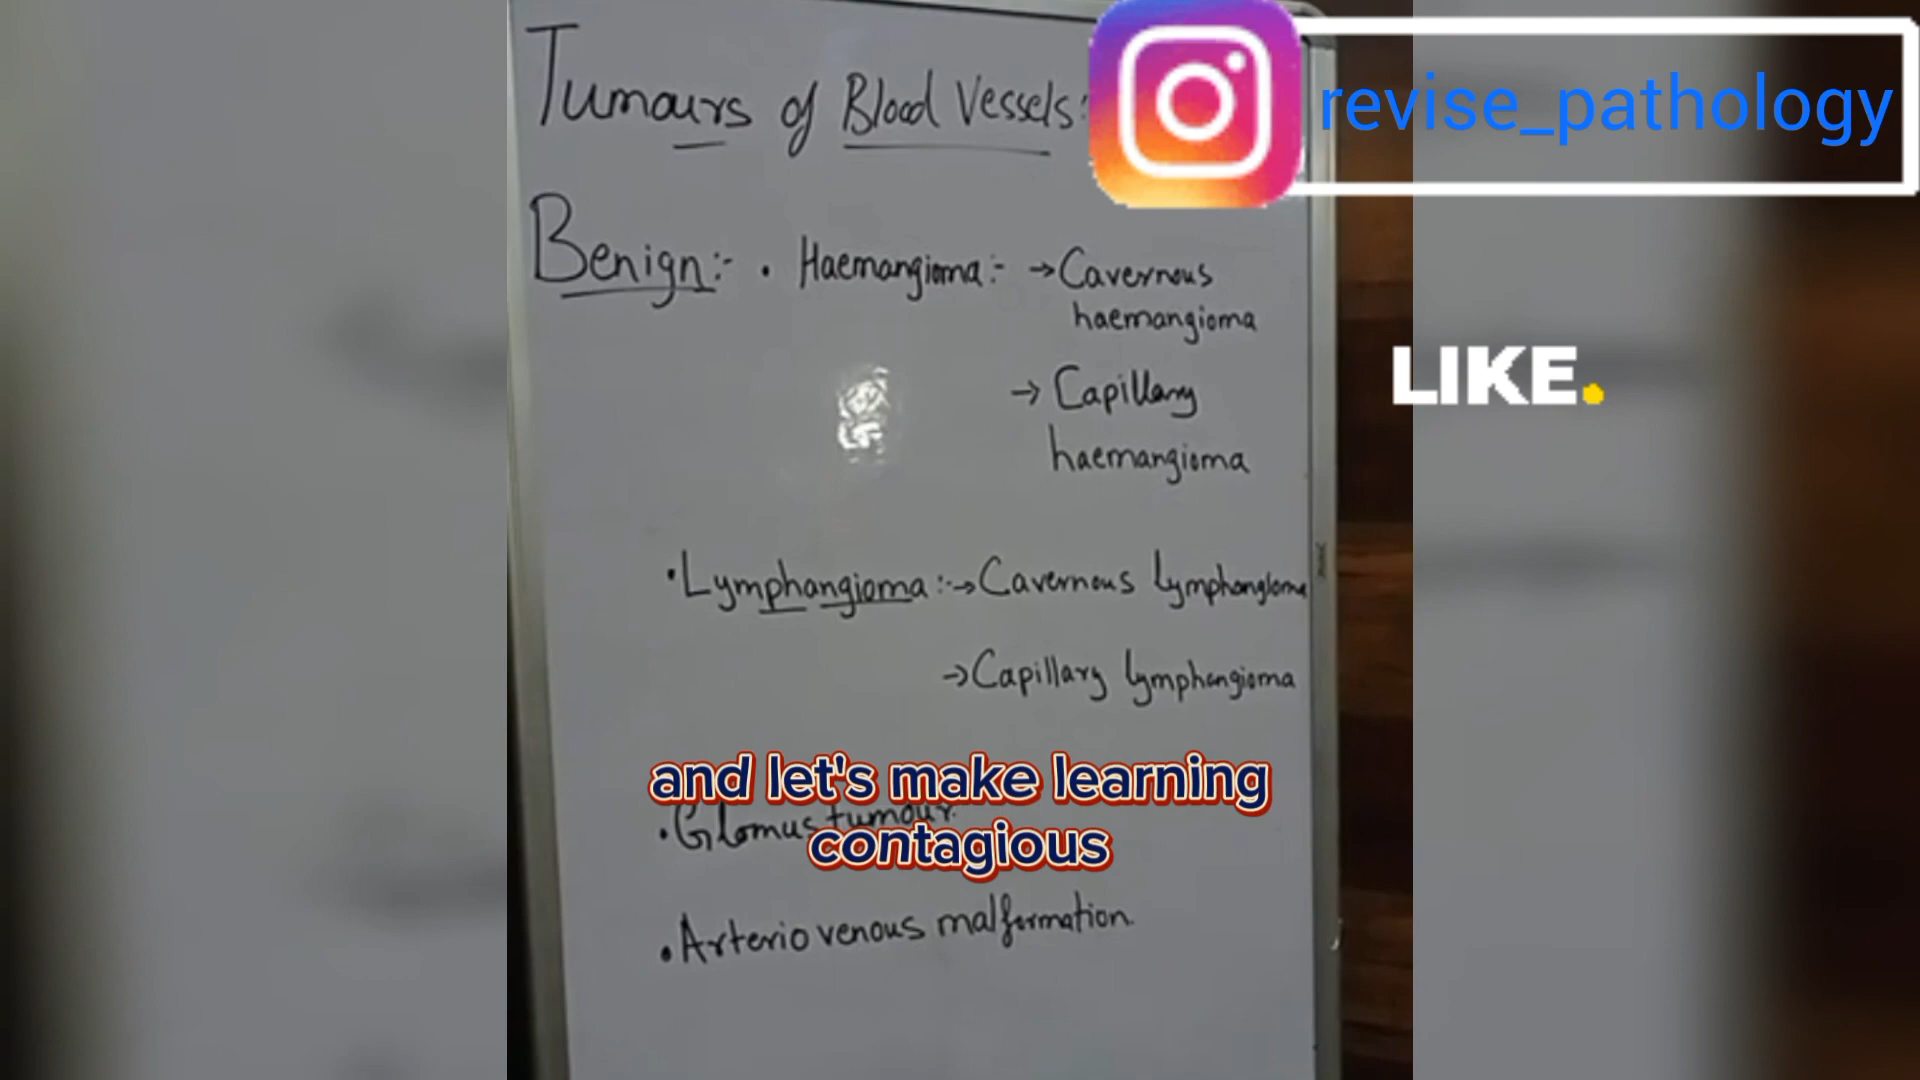 Tumours of Blood Vessels:
revise_pathology
Benign:- • Haemangioma:- → Cavernous
haemangioma
LIKE.
→ Capillary
haemangioma
• Lymphangioma:-→ Cavernous lymphangioma
→ Capillary lymphangioma
and let's make learning
• Glomus tumour.
contagious
• Arterio venous malformation.